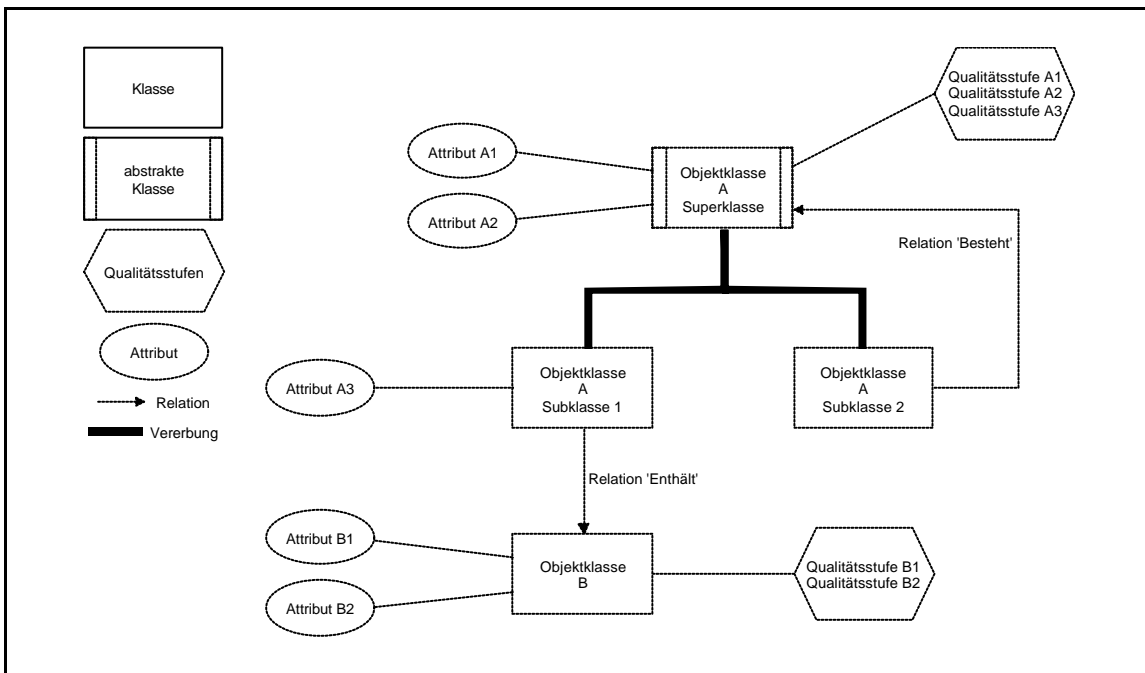 Klasse
abstrakte
Klasse
Qualitätsstufen
Attribut
Relation
Vererbung
Qualitätsstufe A1
Qualitätsstufe A2
Qualitätsstufe A3
Attribut A1
Attribut A2
Objektklasse
A
Superklasse
Relation 'Besteht'
Attribut A3
Objektklasse
A
Subklasse 1
Objektklasse
A
Subklasse 2
Relation 'Enthält'
Attribut B1
Attribut B2
Objektklasse
B
Qualitätsstufe B1
Qualitätsstufe B2